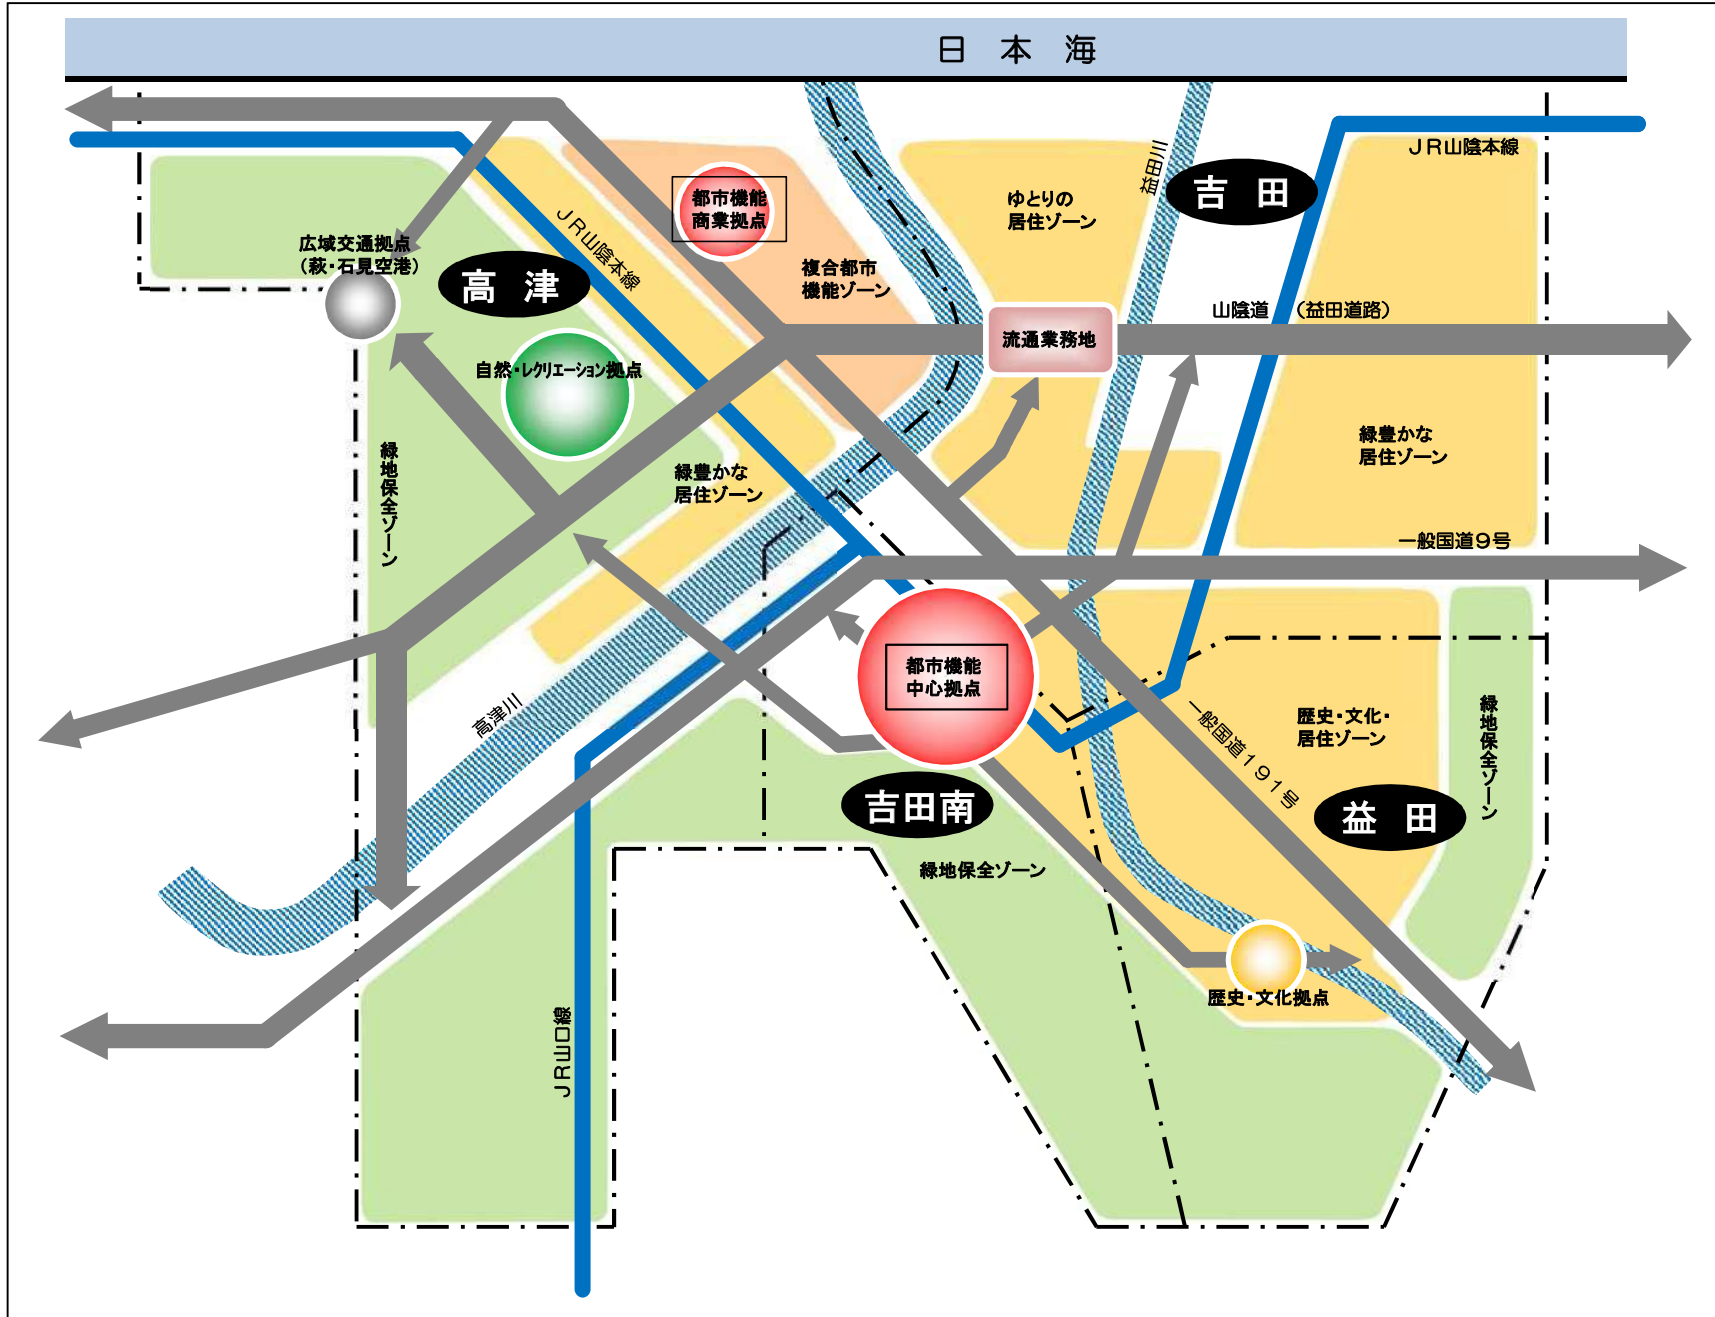 日 本 海
JR山陰本線
益田川
吉 田
都市機能
商業拠点
ゆとりの
居住ゾーン
JR山陰本線
広域交通拠点
(萩・石見空港)
高 津
複合都市
機能ゾーン
山陰道 (益田道路)
流通業務地
自然・レクリエーション拠点
緑地保全ゾーン
緑豊かな
居住ゾーン
緑豊かな
居住ゾーン
一般国道9号
都市機能
中心拠点
高津川
一般国道191号
歴史・文化・
居住ゾーン
緑地保全ゾーン
吉田南
益 田
緑地保全ゾーン
歴史・文化拠点
JR山口線